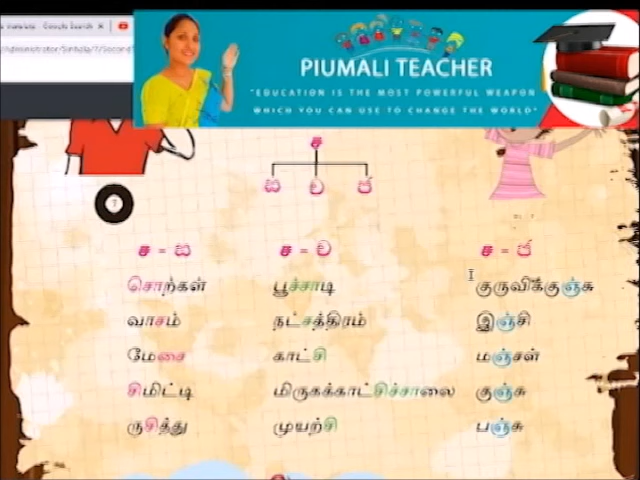 PIUMALI TEACHER
"EDUCATION IS THE MOST POWERFUL WEAPON
WHICH YOU CAN USE TO CHANGE THE WORLD"
ச
ස ච ජ
ச = ස ச = ච ச = ජ
சொற்கள் பூச்சாடி குருவிக்குஞ்சு
வாசம் நட்சத்திரம் இஞ்சி
மேசை காட்சி மஞ்சள்
சிமிட்டி மிருகக்காட்சிச்சாலை குஞ்சு
ருசித்து முயற்சி பஞ்சு